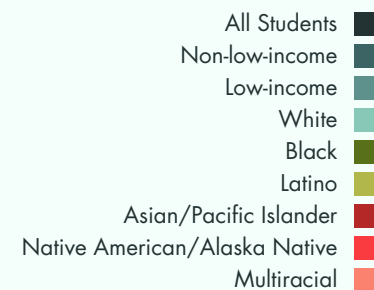 All Students
Non-low-income
Low-income
White
Black
Latino
Asian/Pacific Islander
Native American/Alaska Native
Multiracial